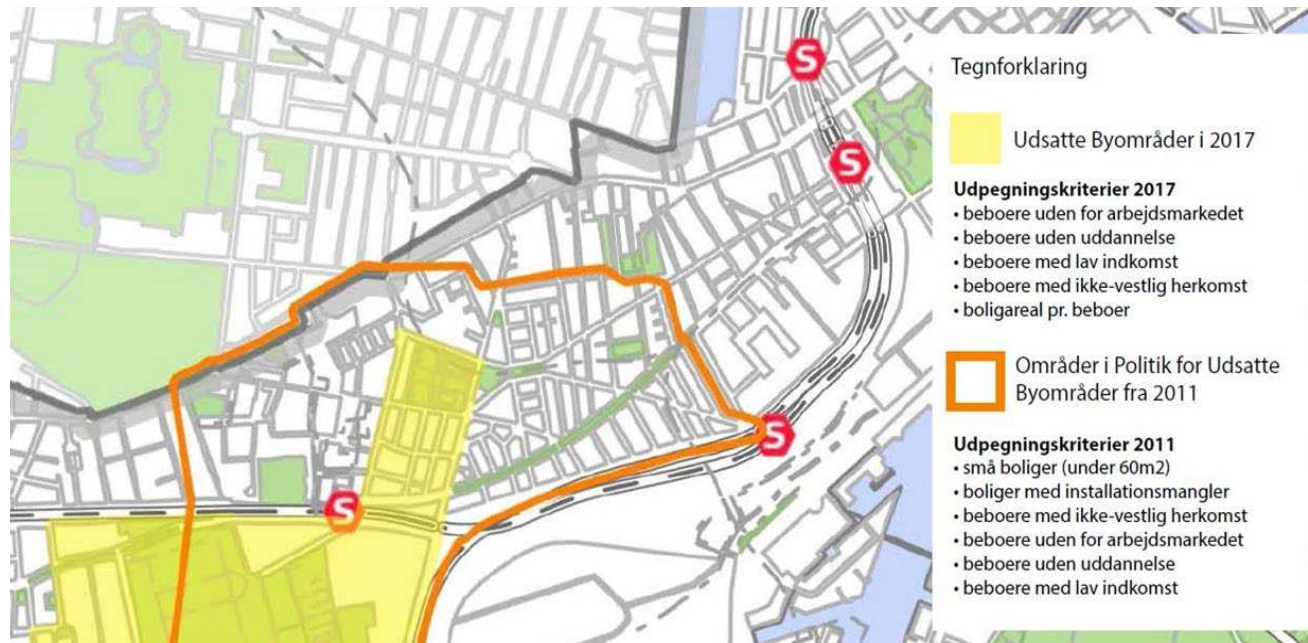 S
S
S
S
Tegnforklaring
Udsatte Byområder i 2017
Udpegningskriterier 2017
• beboere uden for arbejdsmarkedet
• beboere uden uddannelse
• beboere med lav indkomst
• beboere med ikke-vestlig herkomst
• boligareal pr. beboer
Områder i Politik for Udsatte
Byområder fra 2011
Udpegningskriterier 2011
• små boliger (under 60m2)
• boliger med installationsmangler
• beboere med ikke-vestlig herkomst
• beboere uden for arbejdsmarkedet
• beboere uden uddannelse
• beboere med lav indkomst